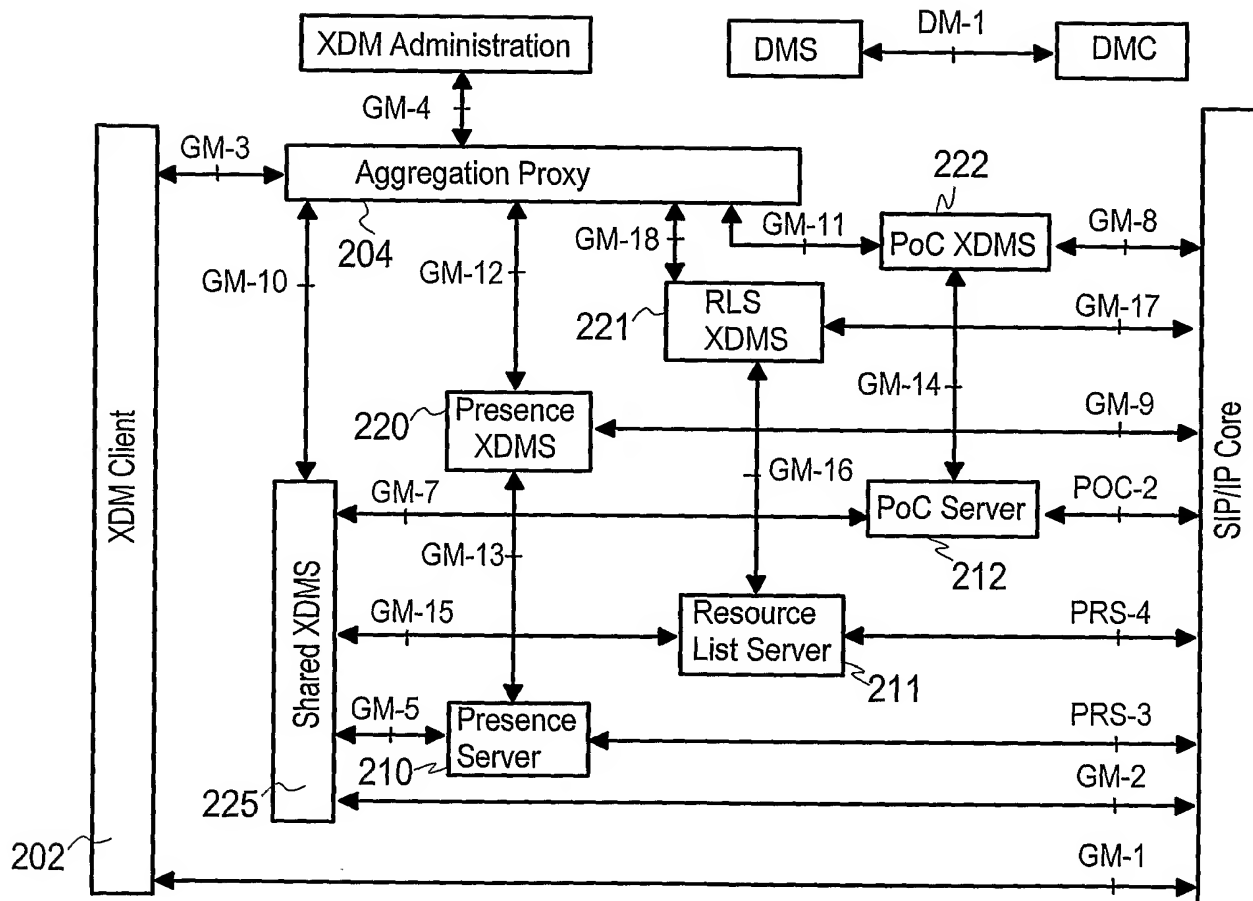 XDM Administration
DMS
DM-1
DMC
GM-4
GM-3
Aggregation Proxy
204
222
GM-10
GM-12
GM-18
GM-11
PoC XDMS
GM-8
221
RLS
XDMS
GM-17
GM-14
220
Presence
XDMS
GM-9
XDM Client
SIP/IP Core
GM-7
GM-16
PoC Server
POC-2
GM-13
212
Shared XDMS
GM-15
Resource
List Server
PRS-4
211
GM-5
Presence
Server
PRS-3
210
225
GM-2
202
GM-1